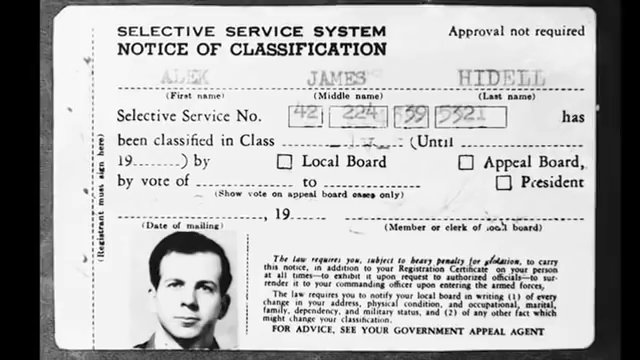 SELECTIVE SERVICE SYSTEM Approval not required
NOTICE OF CLASSIFICATION
ALEK JAMES HIDELL
(First name) (Middle name) (Last name)
Selective Service No. 42 224 39 5321 has
been classified in Class (Until
19 ) by Local Board Appeal Board,
by vote of to President
(Show vote on appeal board cases only)
, 19
(Date of mailing) (Member or clerk of local board)
(Registrant must sign here)
The law requires you, subject to heavy penalty for violation, to carry
this notice, in addition to your Registration Certificate on your person
at all times—to exhibit it upon request to authorized officials—to sur-
render it to your commanding officer upon entering the armed forces,
The law requires you to notify your local board in writing (1) of every
change in your address, physical condition, and occupational, marital,
family, dependency, and military status, and (2) of any other fact which
might change your classification.
FOR ADVICE, SEE YOUR GOVERNMENT APPEAL AGENT